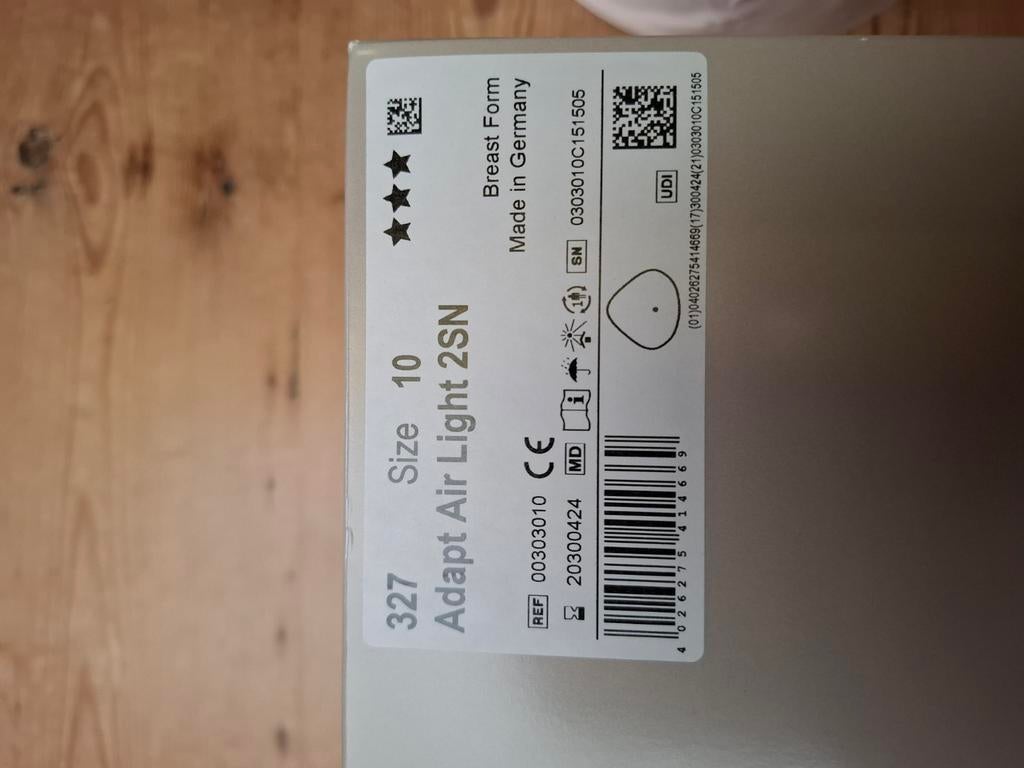 327 Size 10 ★★★
Adapt Air Light 2SN
Breast Form
Made in Germany
REF 00303010 CE
20300424 MD SN 0303010C151505
UDI
4 026275 414669
(01)04026275414669(17)300424(21)0303010C151505